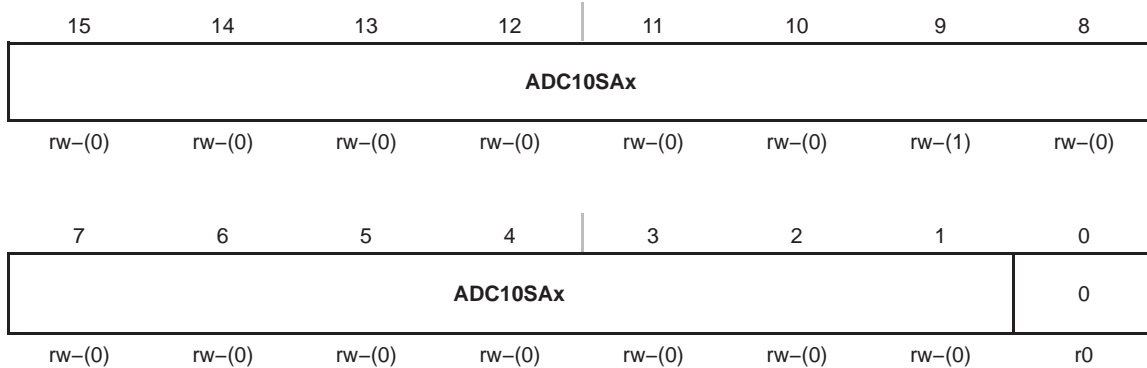 15 14 13 12 11 10 9 8
ADC10SAx
rw−(0) rw−(0) rw−(0) rw−(0) rw−(0) rw−(0) rw−(1) rw−(0)
7 6 5 4 3 2 1 0
ADC10SAx 0
rw−(0) rw−(0) rw−(0) rw−(0) rw−(0) rw−(0) rw−(0) r0